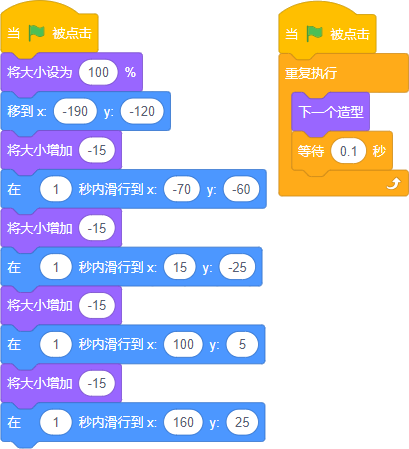 当 被点击
将大小设为 100 %
移到 x: -190 y: -120
将大小增加 -15
在 1 秒内滑行到 x: -70 y: -60
将大小增加 -15
在 1 秒内滑行到 x: 15 y: -25
将大小增加 -15
在 1 秒内滑行到 x: 100 y: 5
将大小增加 -15
在 1 秒内滑行到 x: 160 y: 25
当 被点击
重复执行
下一个造型
等待 0.1 秒